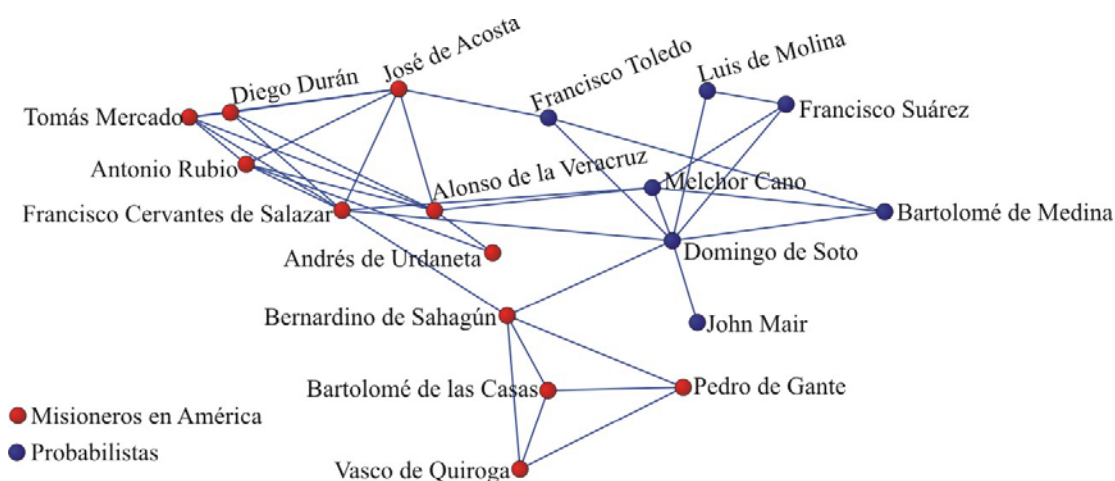 José de Acosta
Diego Durán
Francisco Toledo
Luis de Molina
Tomás Mercado
Francisco Suárez
Antonio Rubio
Alonso de la Veracruz
Melchor Cano
Francisco Cervantes de Salazar
Bartolomé de Medina
Andrés de Urdaneta
Domingo de Soto
Bernardino de Sahagún
John Mair
Bartolomé de las Casas
Pedro de Gante
Misioneros en América
Probabilistas
Vasco de Quiroga